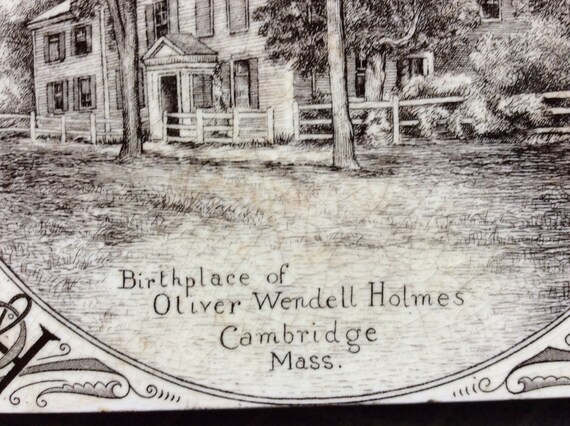 Birthplace of
Oliver Wendell Holmes
Cambridge
Mass.